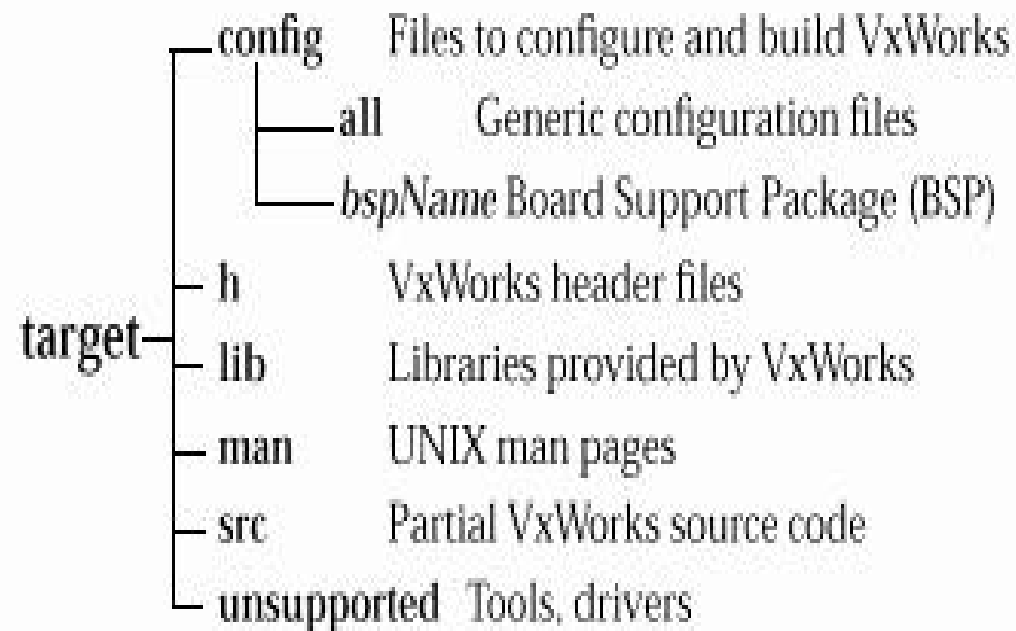 config Files to configure and build VxWorks
all Generic configuration files
bspName Board Support Package (BSP)
h VxWorks header files
target
lib Libraries provided by VxWorks
man UNIX man pages
src Partial VxWorks source code
unsupported Tools, drivers